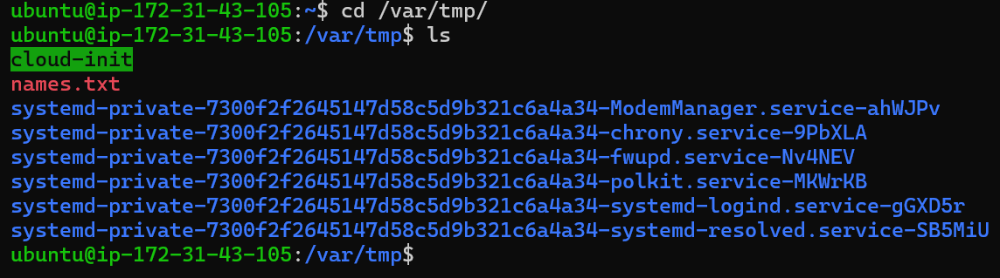 ubuntu@ip-172-31-43-105:~$ cd /var/tmp/
ubuntu@ip-172-31-43-105:/var/tmp$ ls
cloud-init
names.txt
systemd-private-7300f2f2645147d58c5d9b321c6a4a34-ModemManager.service-ahWJPv
systemd-private-7300f2f2645147d58c5d9b321c6a4a34-chrony.service-9PbXLA
systemd-private-7300f2f2645147d58c5d9b321c6a4a34-fwupd.service-Nv4NEV
systemd-private-7300f2f2645147d58c5d9b321c6a4a34-polkit.service-MKWrKB
systemd-private-7300f2f2645147d58c5d9b321c6a4a34-systemd-logind.service-gGXD5r
systemd-private-7300f2f2645147d58c5d9b321c6a4a34-systemd-resolved.service-SB5MiU
ubuntu@ip-172-31-43-105:/var/tmp$